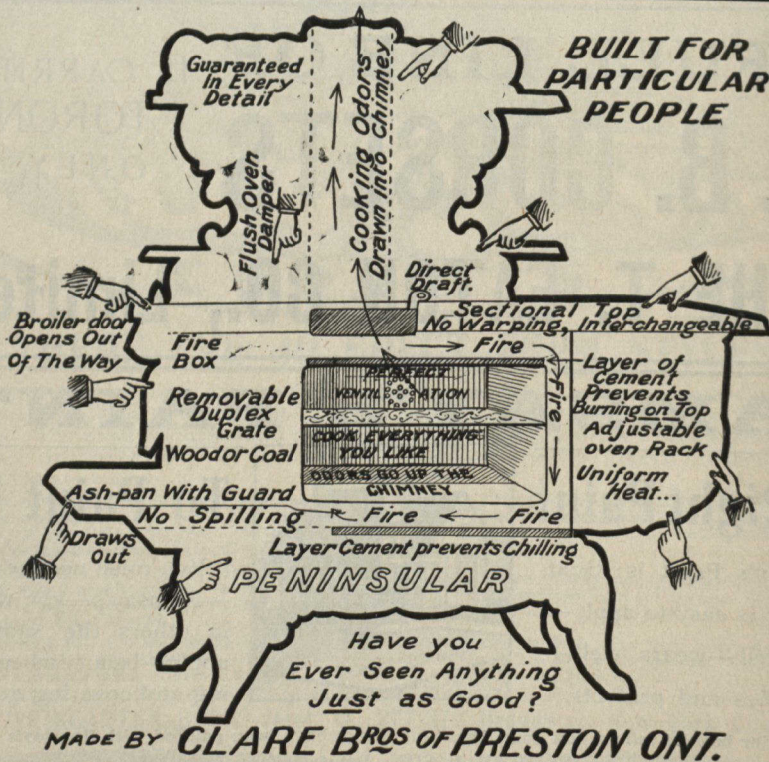 BUILT FOR
PARTICULAR
PEOPLE
Guaranteed
In Every
Detail
Cooking Odors
Drawn Into Chimney
Flush Oven
Damper
Direct
Draft.
Broiler door
Opens Out
Of The Way
Sectional Top
No Warping, Interchangeable
Fire
Box
Fire
Fire
Layer of
Cement
Prevents
Burning on Top
Adjustable
oven Rack
Uniform
Heat...
Removable
Duplex
Grate
Wood or Coal
PERFECT
VENTILATION
COOK EVERYTHING
YOU LIKE
ODORS GO UP THE
CHIMNEY
Ash-pan With Guard
No Spilling
Draws
Out
Fire
Fire
Layer Cement prevents Chilling
PENINSULAR
Have you
Ever Seen Anything
Just as Good?
MADE BY CLARE BROS OF PRESTON ONT.